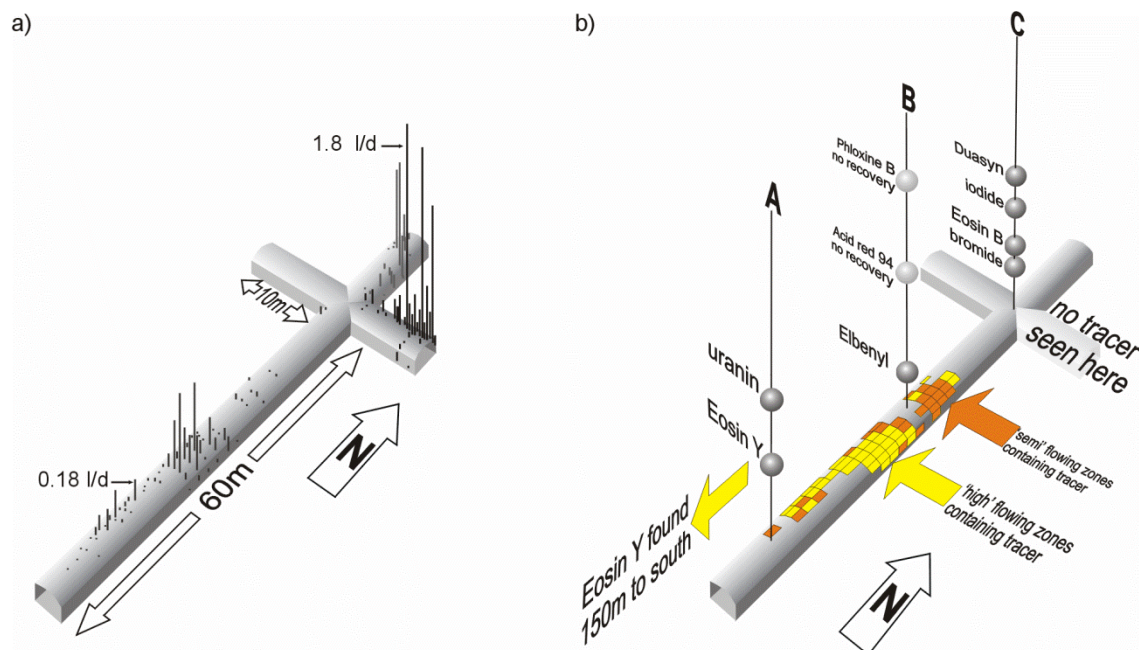 a)
1.8 l/d
10m
0.18 l/d
60m
N
b)
A
B
C
Phloxine B
no recovery
Acid red 94
no recovery
Elbenyl
Duasyn
iodide
Eosin B
bromide
uranin
Eosin Y
no tracer
seen here
'semi' flowing zones
containing tracer
'high' flowing zones
containing tracer
Eosin Y found
150m to south
N